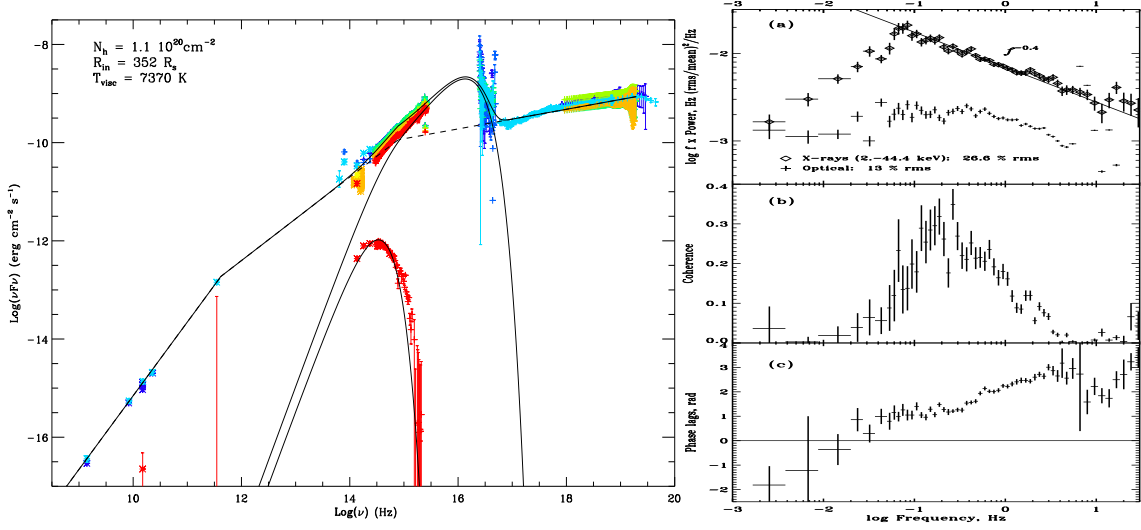 N_h = 1.1 10^20 cm^-2
R_in = 352 R_s
T_visc = 7370 K
Log(νFν) (erg cm^-2 s^-1)
-8
-10
-12
-14
-16
10
12
14
16
18
20
Log(ν) (Hz)
-3
-2
-1
0
1
(a)
f^-0.4
log f x Power, Hz (rms/mean)^2/Hz
-2
-3
X-rays (2.-44.4 keV): 26.6 % rms
Optical: 13 % rms
(b)
Coherence
0.4
0.3
0.2
0.1
0.0
(c)
Phase lags, rad
3
2
1
0
-1
-2
-3
-2
-1
0
1
log Frequency, Hz